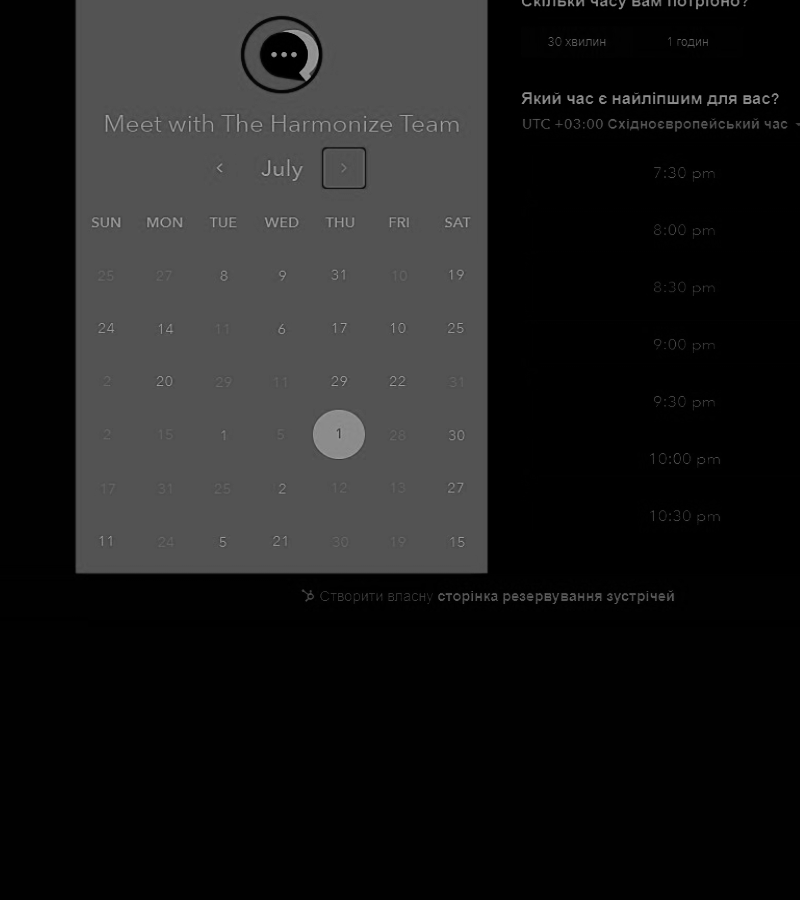 Meet with The Harmonize Team
July
SUN MON TUE WED THU FRI SAT
25 27 8 9 31 10 19
24 14 11 6 17 10 25
2 20 29 11 29 22 31
2 15 1 5 1 28 30
17 31 25 2 12 13 27
11 24 5 21 30 19 15
Скільки часу вам потрібно?
30 хвилин 1 годин
Який час є найліпшим для вас?
UTC +03:00 Східноєвропейський час
7:30 pm
8:00 pm
8:30 pm
9:00 pm
9:30 pm
10:00 pm
10:30 pm
Створити власну сторінка резервування зустрічей